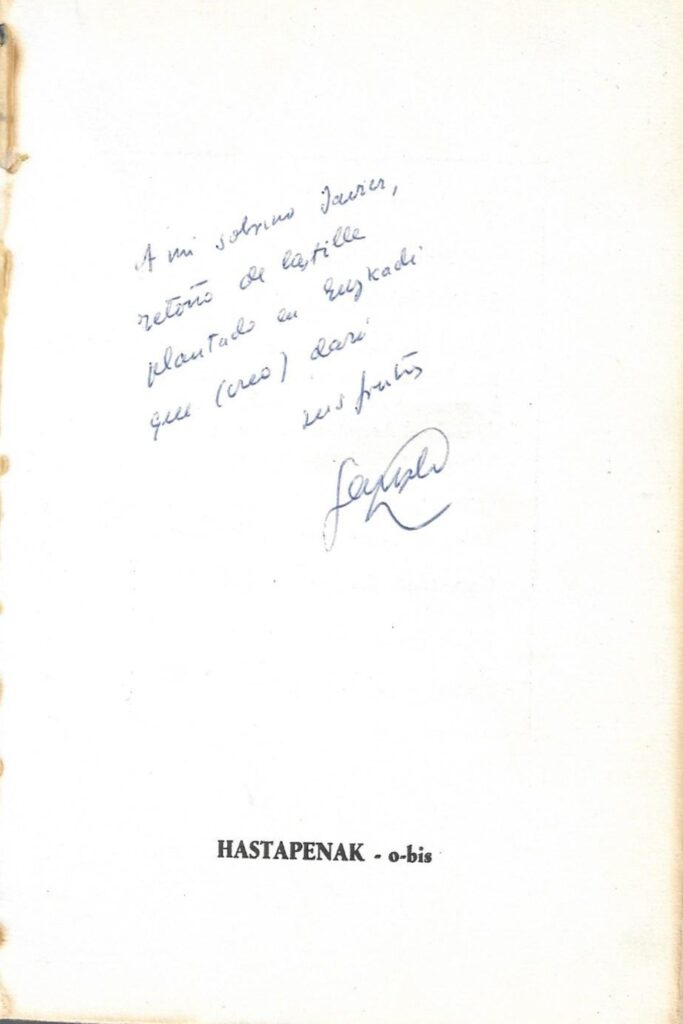 A mi sobrino Javier,
retoño de Castilla
plantado en Euzkadi
que (creo) dará
sus frutos
HASTAPENAK - o-bis